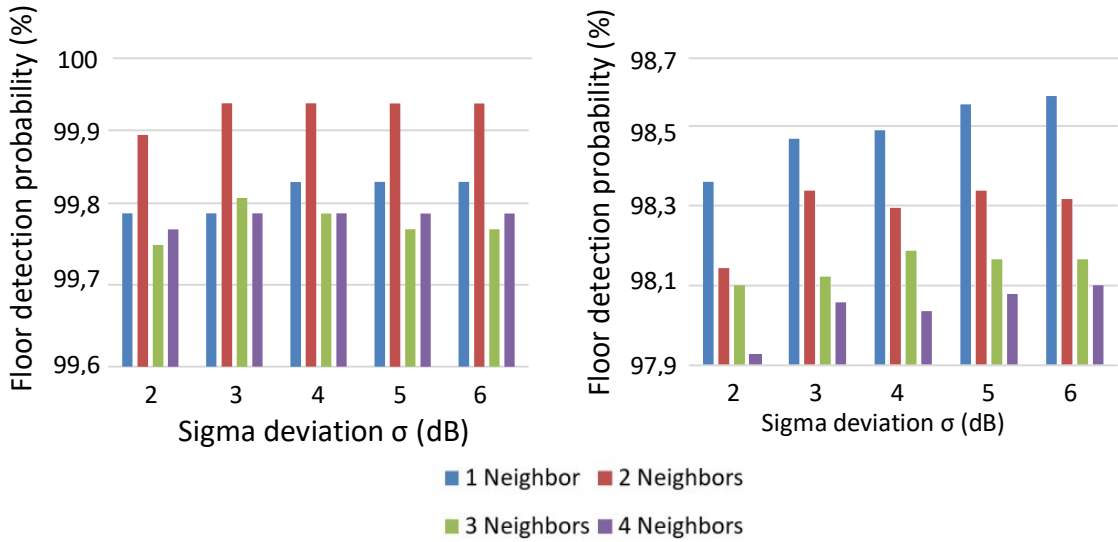 Floor detection probability (%)
100
99,9
99,8
99,7
99,6
2 3 4 5 6
Sigma deviation σ (dB)
Floor detection probability (%)
98,7
98,5
98,3
98,1
97,9
2 3 4 5 6
Sigma deviation σ (dB)
1 Neighbor 2 Neighbors
3 Neighbors 4 Neighbors